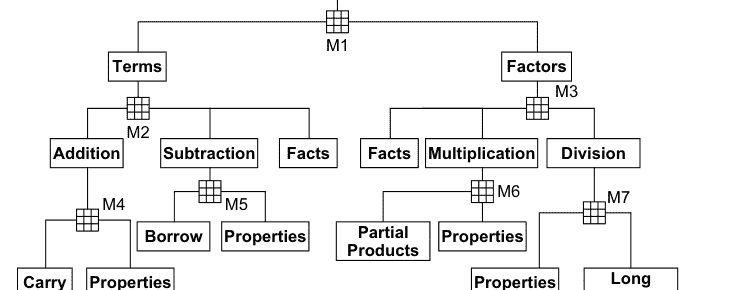 M1
Terms
Factors
M2
M3
Addition
Subtraction
Facts
Facts
Multiplication
Division
M4
M5
M6
M7
Borrow
Properties
Partial
Products
Properties
Carry
Properties
Properties
Long